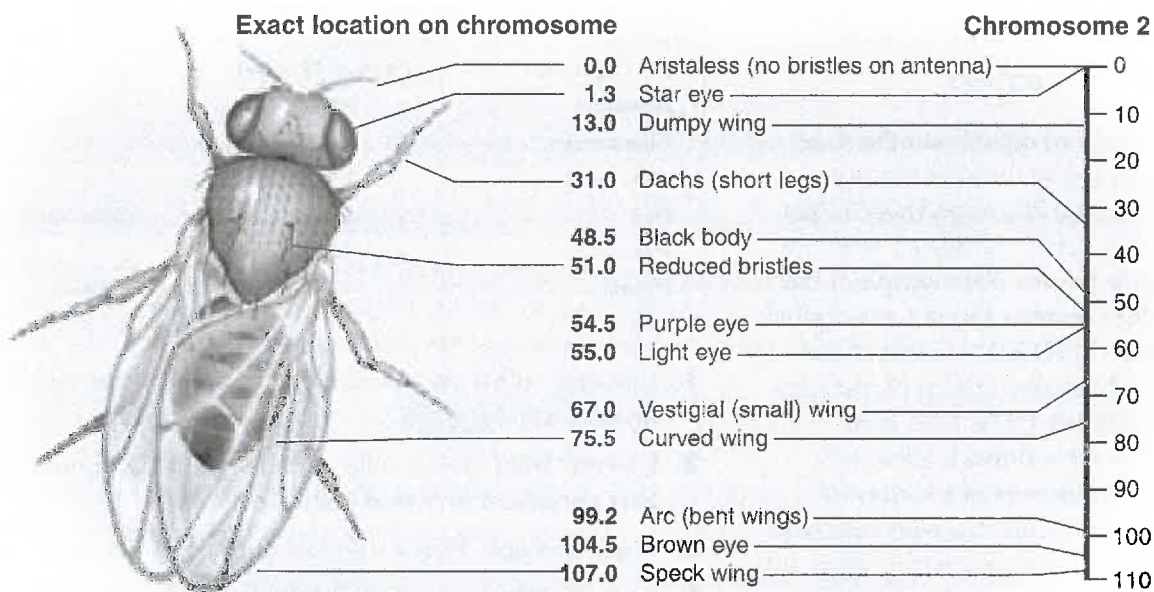 Exact location on chromosome
Chromosome 2
0.0 Aristaless (no bristles on antenna)
1.3 Star eye
13.0 Dumpy wing
31.0 Dachs (short legs)
48.5 Black body
51.0 Reduced bristles
54.5 Purple eye
55.0 Light eye
67.0 Vestigial (small) wing
75.5 Curved wing
99.2 Arc (bent wings)
104.5 Brown eye
107.0 Speck wing
0
10
20
30
40
50
60
70
80
90
100
110